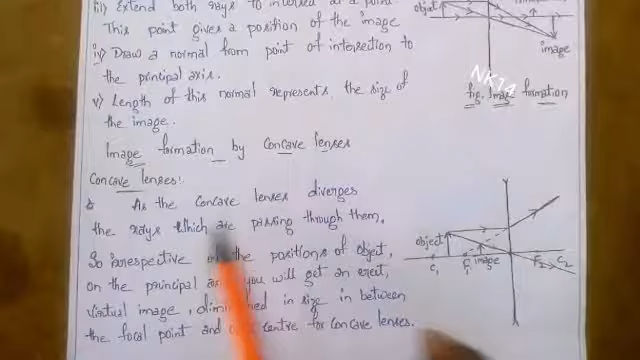 iii) Extend both rays to intersect at a point
This point gives a position of the image
iv) Draw a normal from point of intersection to
the principal axis.
v) Length of this normal represents the size of
the image.
object
image
NK74
fig. Image formation
Image formation by Concave lenses
Concave lenses:
As the Concave lenses diverges
the rays which are passing through them.
So the positions of object,
on the principal you will get an erect,
virtual image, diminished in size in between
the focal point and centre for concave lenses.
object
image
C1 F1 F2 C2